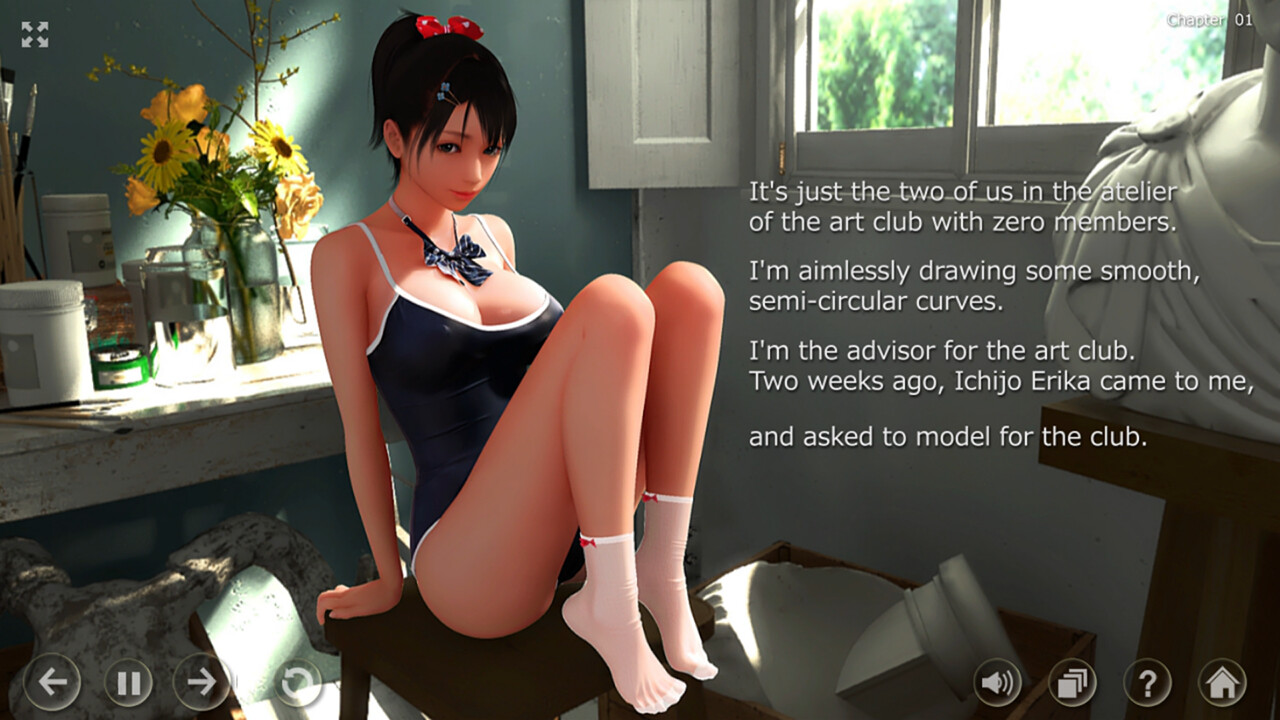 Chapter 01
It's just the two of us in the atelier
of the art club with zero members.
I'm aimlessly drawing some smooth,
semi-circular curves.
I'm the advisor for the art club.
Two weeks ago, Ichijo Erika came to me,
and asked to model for the club.
?